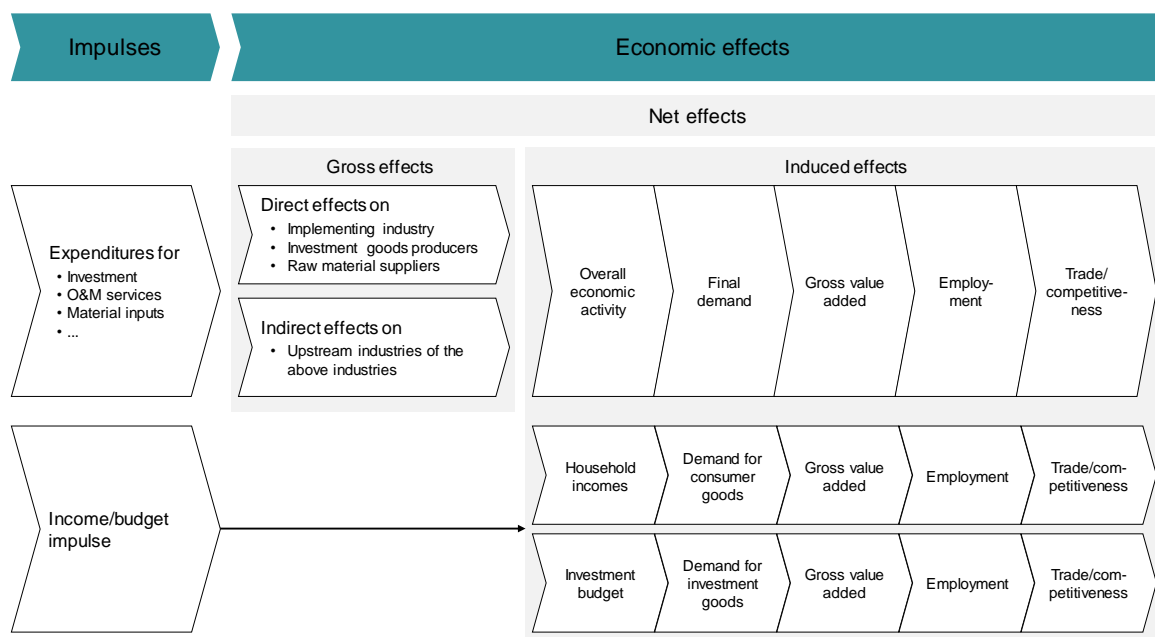 Impulses
Economic effects
Net effects
Gross effects
Induced effects
Expenditures for
• Investment
• O&M services
• Material inputs
• ...
Direct effects on
• Implementing industry
• Investment goods producers
• Raw material suppliers
Indirect effects on
• Upstream industries of the
above industries
Overall
economic
activity
Final
demand
Gross value
added
Employ-
ment
Trade/
competitive-
ness
Income/budget
impulse
Household
incomes
Demand for
consumer
goods
Gross value
added
Employment
Trade/com-
petitiveness
Investment
budget
Demand for
investment
goods
Gross value
added
Employment
Trade/com-
petitiveness